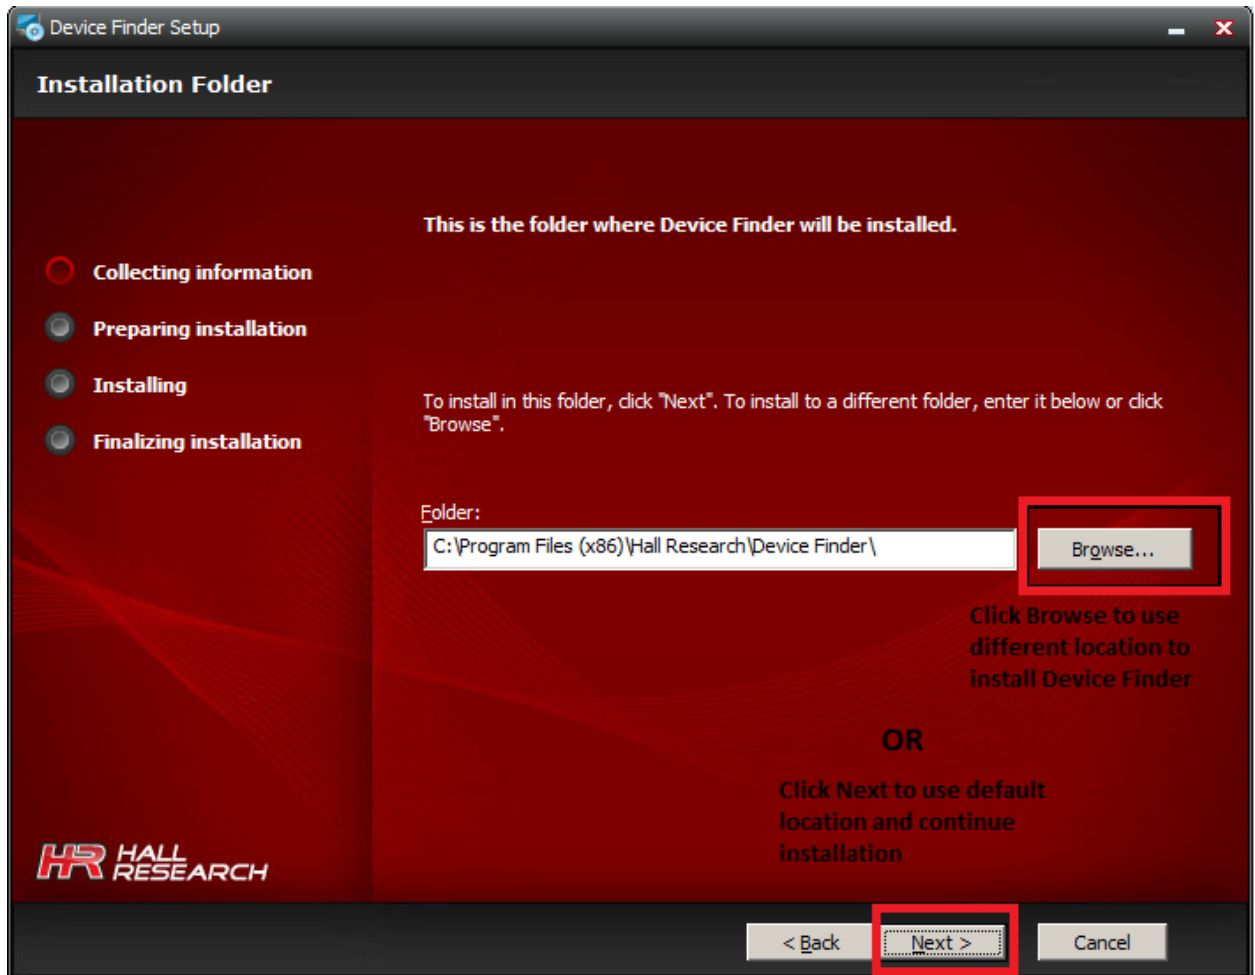 Device Finder Setup
Installation Folder
This is the folder where Device Finder will be installed.
Collecting information
Preparing installation
Installing
Finalizing installation
To install in this folder, click "Next". To install to a different folder, enter it below or click
"Browse".
Folder:
C:\Program Files (x86)\Hall Research\Device Finder\
Browse...
Click Browse to use
different location to
install Device Finder
OR
Click Next to use default
location and continue
installation
HR HALL
RESEARCH
< Back
Next >
Cancel